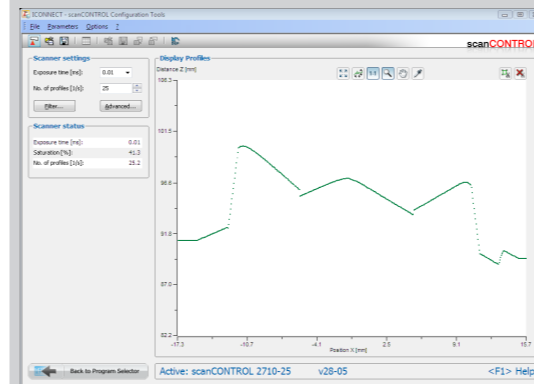 ICONNECT - scanCONTROL Configuration Tools
File Parameters Options ?
scanCONTROL
Scanner settings
Exposure time [ms]: 0.01
No. of profiles [1/s]: 25
Filter... Advanced...
Scanner status
Exposure time [ms]: 0.01
Saturation [%]: 41.3
No. of profiles [1/s]: 25.2
Display Profiles
Distance Z [mm]
106.3
101.5
96.6
91.8
87.0
82.2
-17.3 -10.7 -4.1 2.5 9.1 15.7
Position X [mm]
Back to Program Selector
Active: scanCONTROL 2710-25 v28-05
<F1> Help